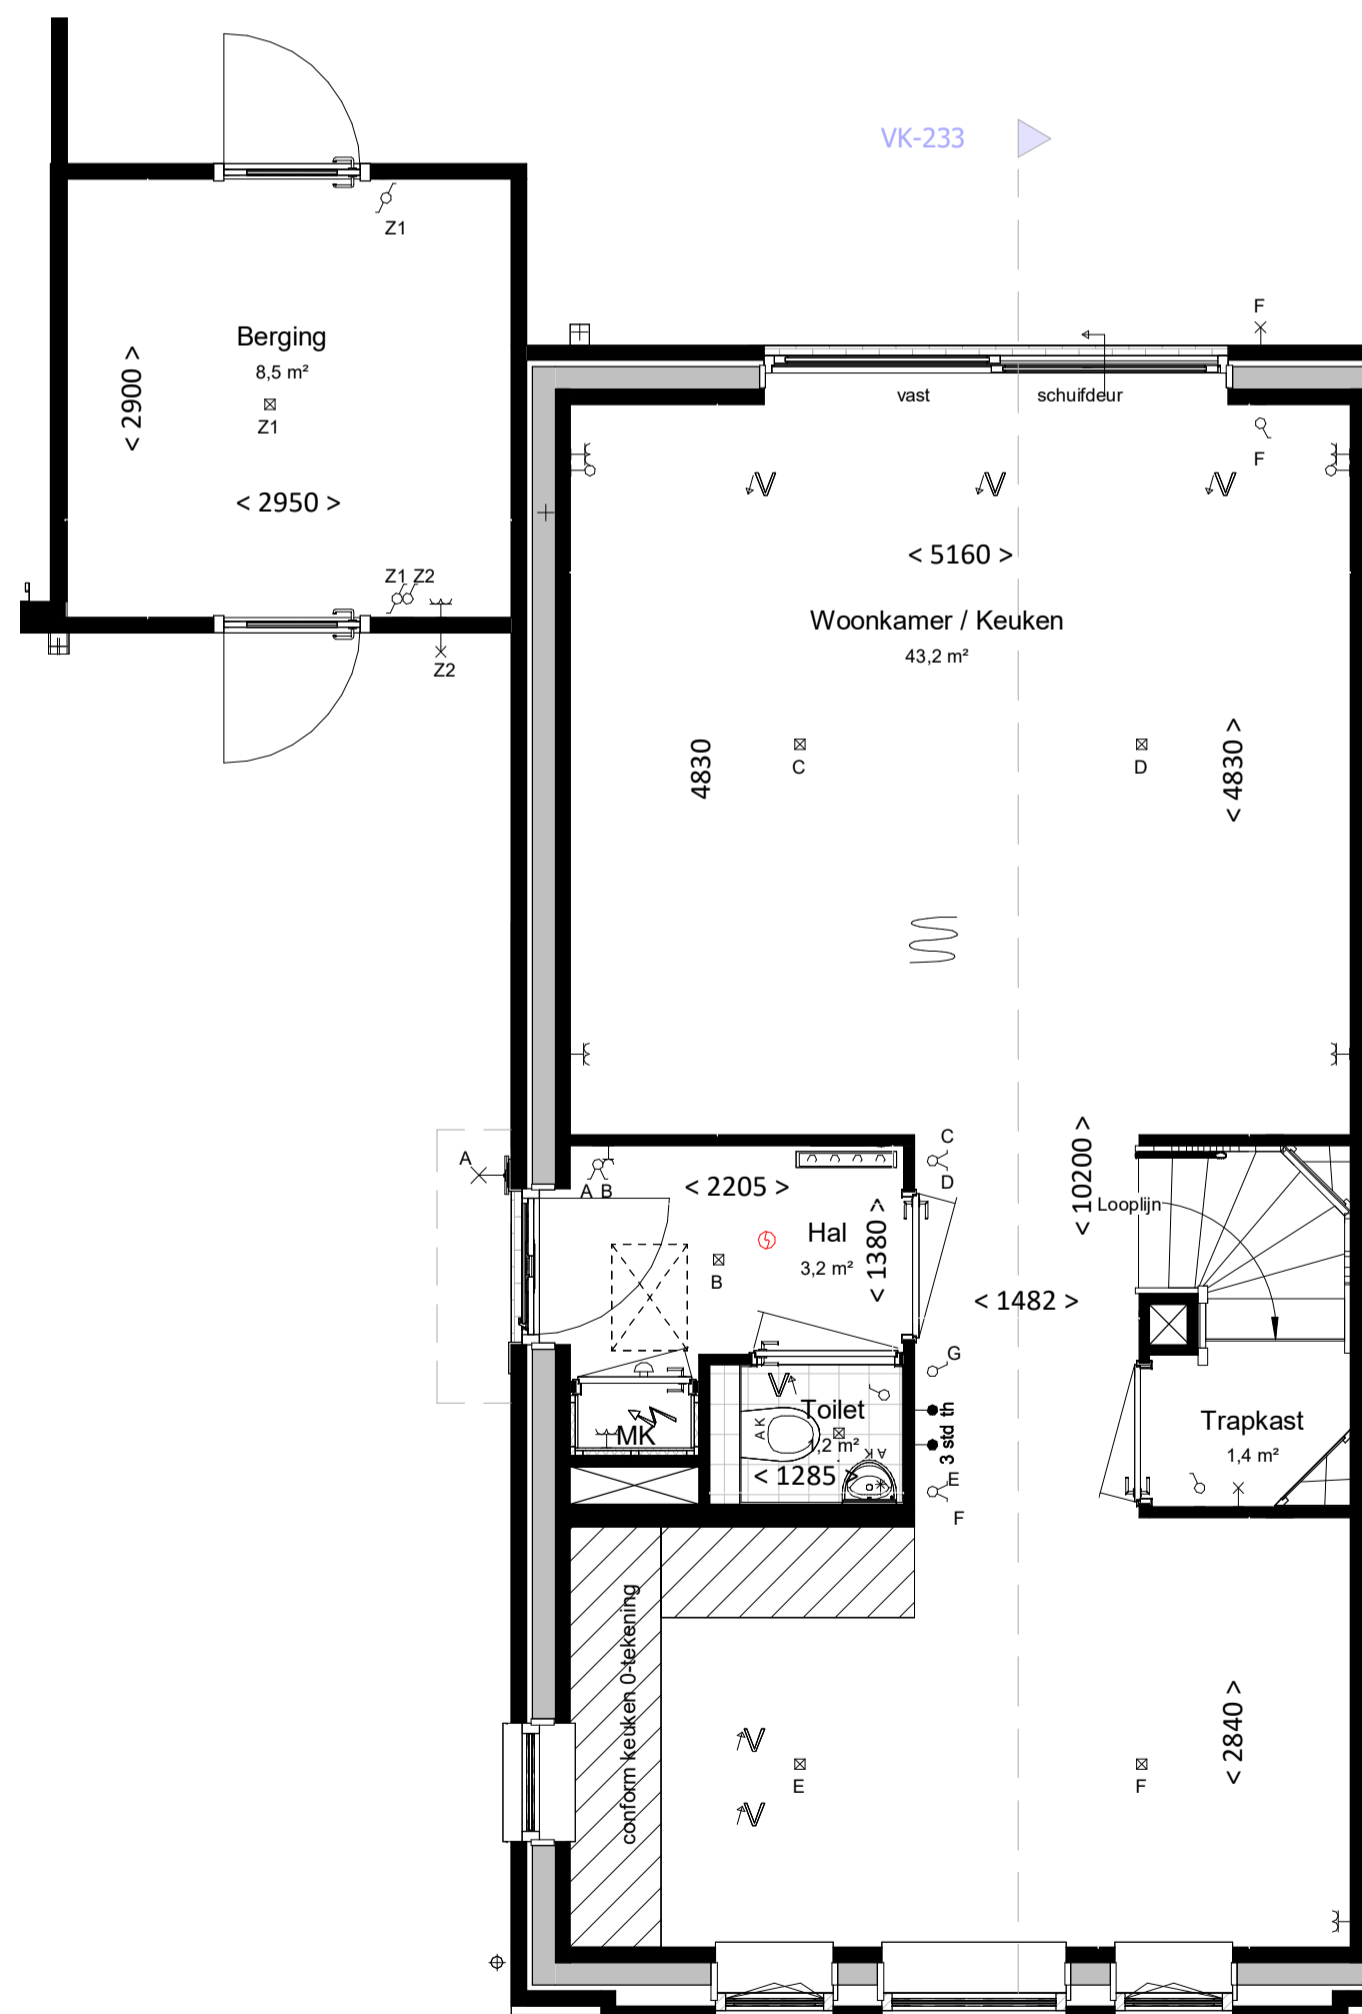 VK-233
Z1
F
Berging
8,5 m²
Z1
< 2900 >
< 2950 >
vast
schuifdeur
F
V
V
V
< 5160 >
Woonkamer / Keuken
43,2 m²
Z1 Z2
Z2
C
D
4830
< 4830 >
A
A B
< 2205 >
C
D
< 10200 >
Looplijn
Hal
3,2 m²
< 1380 >
B
< 1482 >
G
V
Toilet
1,2 m²
A K
A K
< 1285 >
MK
3 std th
E
F
Trapkast
1,4 m²
conform keuken 0-tekening
V
V
E
F
< 2840 >